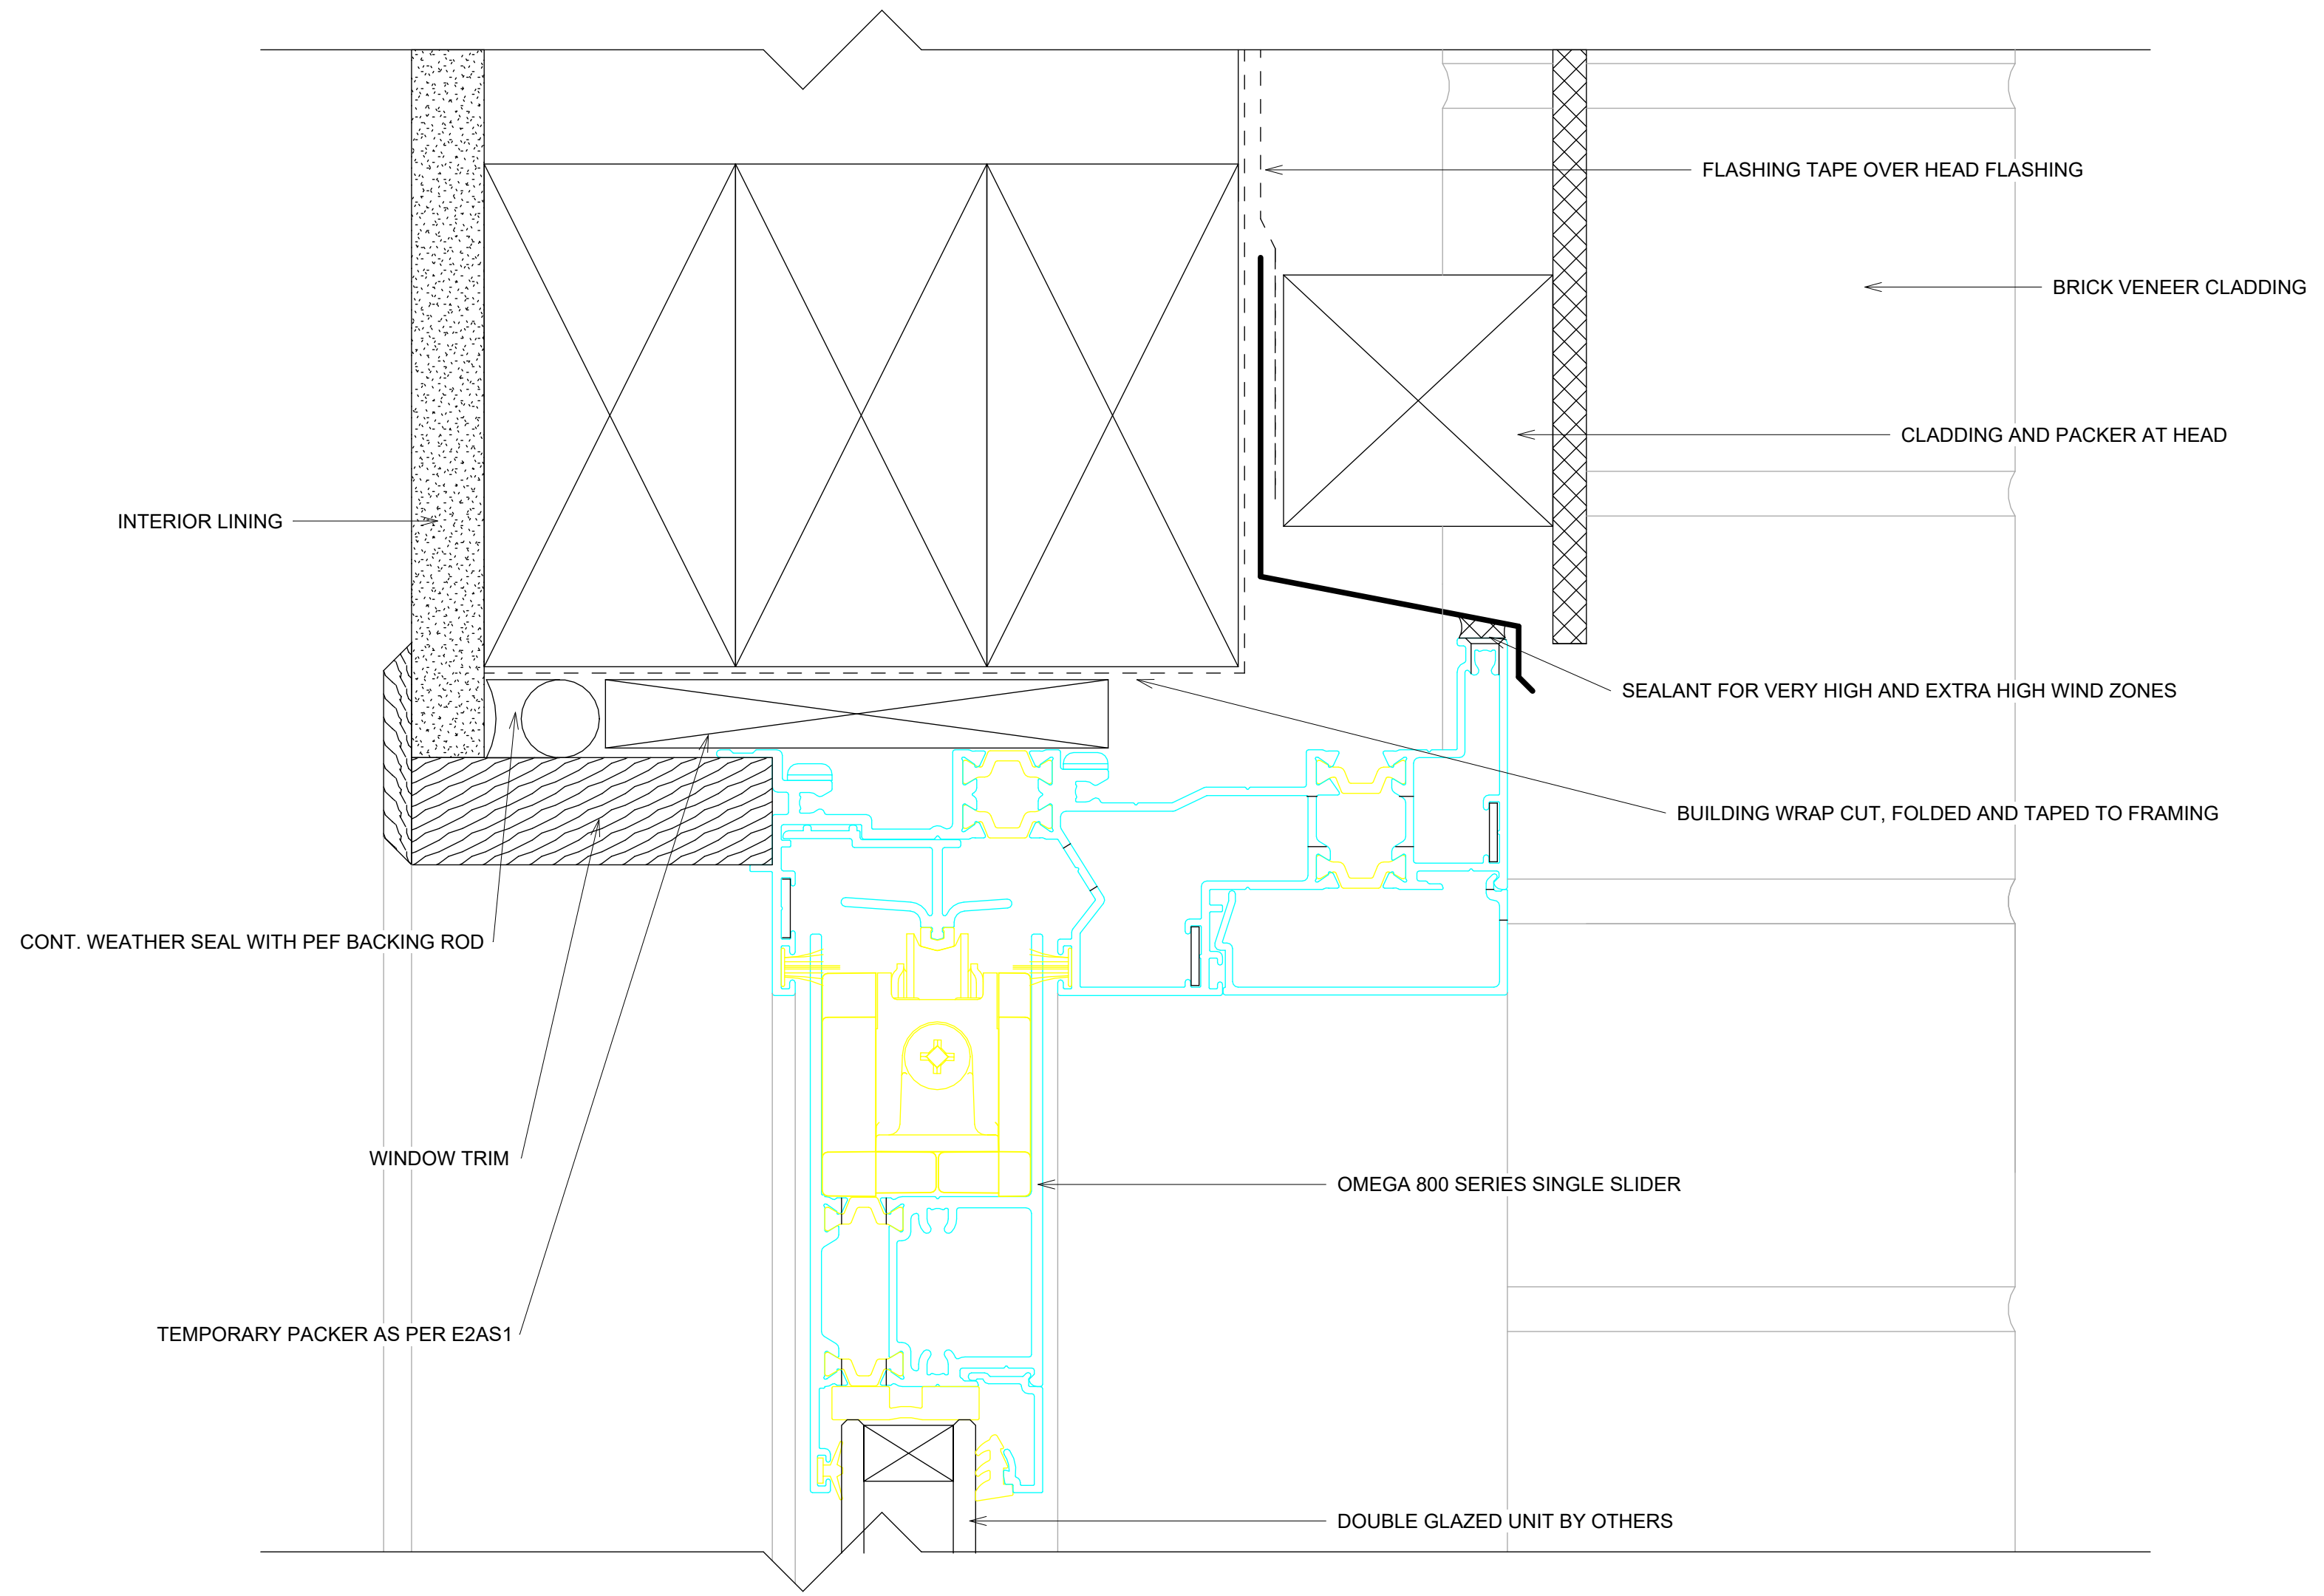 FLASHING TAPE OVER HEAD FLASHING
BRICK VENEER CLADDING
CLADDING AND PACKER AT HEAD
INTERIOR LINING
SEALANT FOR VERY HIGH AND EXTRA HIGH WIND ZONES
BUILDING WRAP CUT, FOLDED AND TAPED TO FRAMING
CONT. WEATHER SEAL WITH PEF BACKING ROD
WINDOW TRIM
OMEGA 800 SERIES SINGLE SLIDER
TEMPORARY PACKER AS PER E2AS1
DOUBLE GLAZED UNIT BY OTHERS